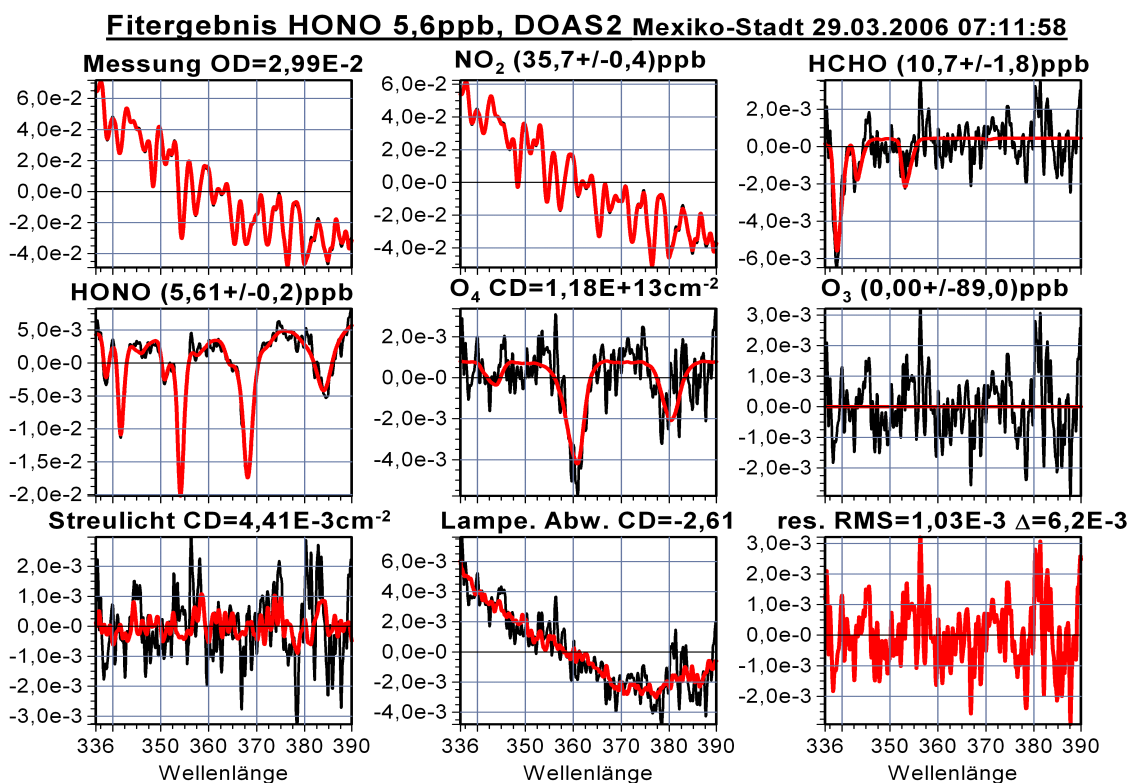 Fitergebnis HONO 5,6ppb, DOAS2 Mexiko-Stadt 29.03.2006 07:11:58
Messung OD=2,99E-2
6,0e-2
4,0e-2
2,0e-2
0,0e-0
-2,0e-2
-4,0e-2
NO₂ (35,7+/-0,4)ppb
6,0e-2
4,0e-2
2,0e-2
0,0e-0
-2,0e-2
-4,0e-2
HCHO (10,7+/-1,8)ppb
2,0e-3
0,0e-0
-2,0e-3
-6,0e-3
HONO (5,61+/-0,2)ppb
5,0e-3
0,0e-0
-5,0e-3
-1,0e-2
-1,5e-2
-2,0e-2
O₄ CD=1,18E+13cm⁻²
2,0e-3
0,0e-0
-2,0e-3
-4,0e-3
O₃ (0,00+/-89,0)ppb
3,0e-3
2,0e-3
1,0e-3
0,0e-0
-1,0e-3
-2,0e-3
Streulicht CD=4,41E-3cm⁻²
2,0e-3
1,0e-3
0,0e-0
-1,0e-3
-2,0e-3
-3,0e-3
336 350 360 370 380 390
Wellenlänge
Lampe. Abw. CD=-2,61
6,0e-3
4,0e-3
2,0e-3
0,0e-0
-2,0e-3
-4,0e-3
336 350 360 370 380 390
Wellenlänge
res. RMS=1,03E-3 Δ=6,2E-3
3,0e-3
2,0e-3
1,0e-3
0,0e-0
-1,0e-3
-2,0e-3
336 350 360 370 380 390
Wellenlänge